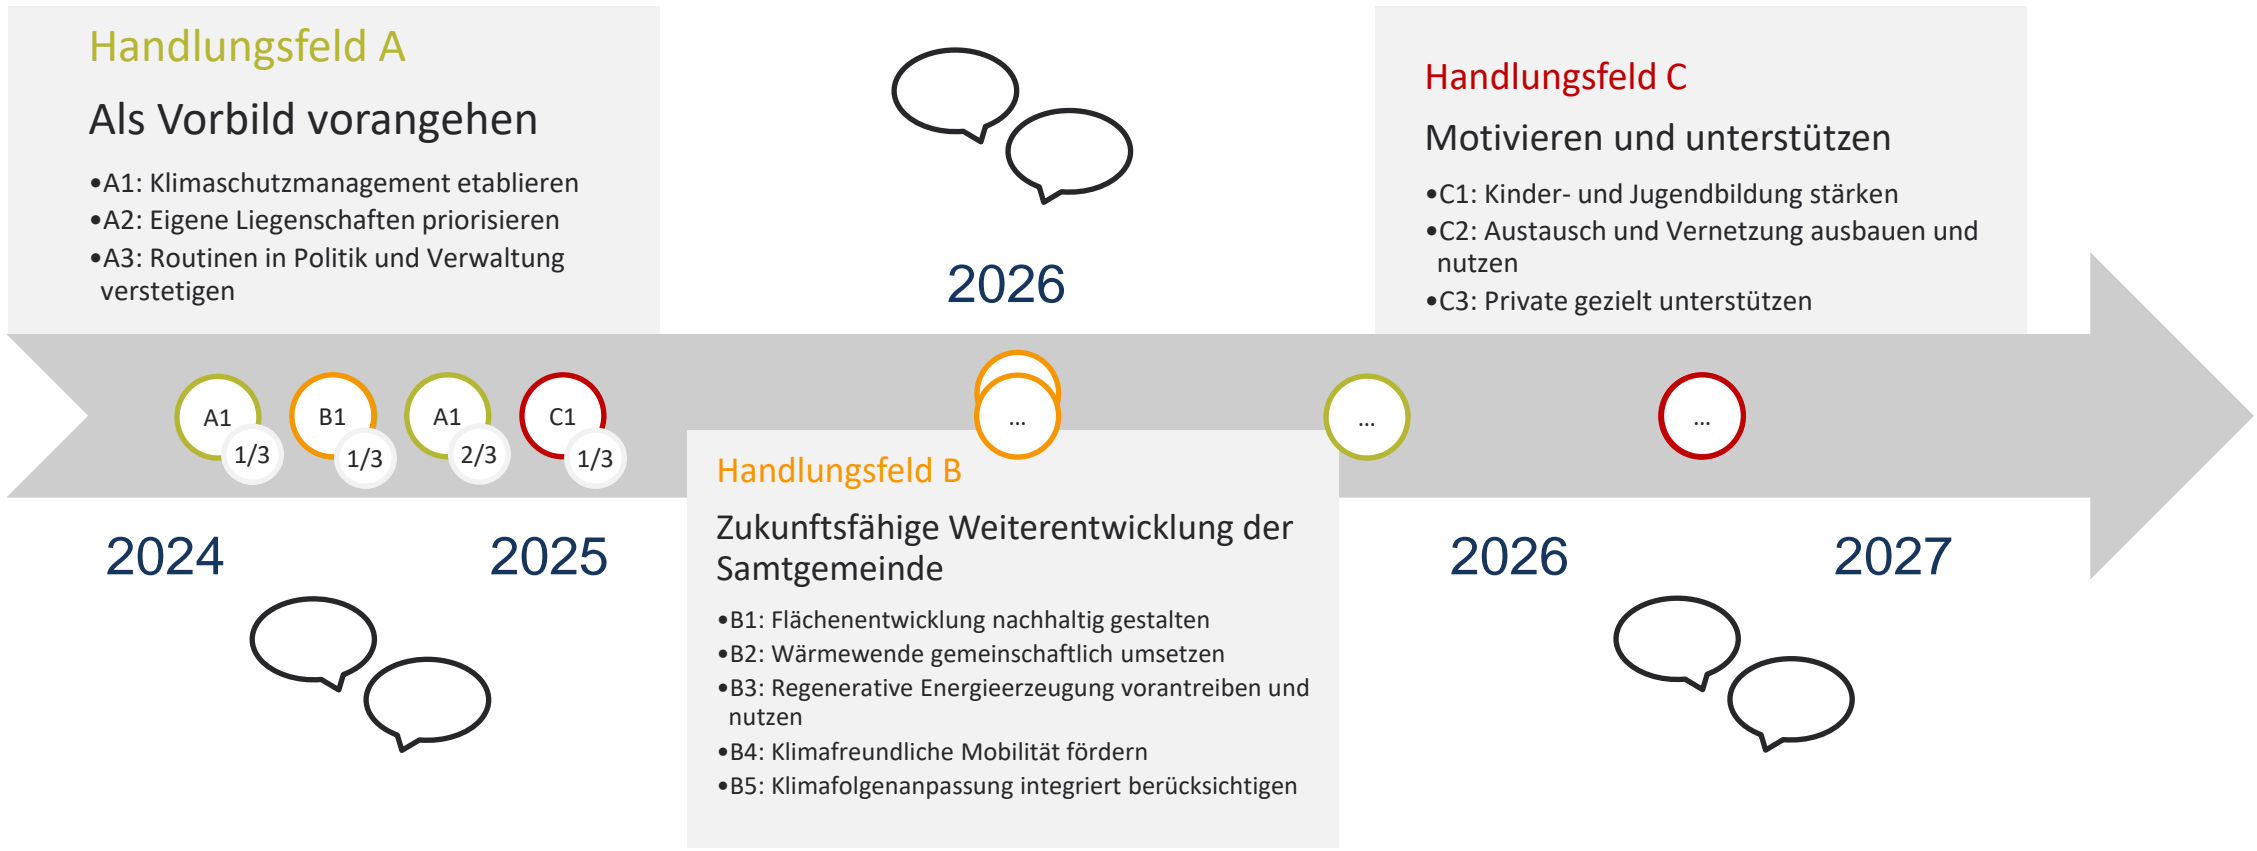 Handlungsfeld A
Als Vorbild vorangehen
•A1: Klimaschutzmanagement etablieren
•A2: Eigene Liegenschaften priorisieren
•A3: Routinen in Politik und Verwaltung
verstetigen
2026
Handlungsfeld C
Motivieren und unterstützen
•C1: Kinder- und Jugendbildung stärken
•C2: Austausch und Vernetzung ausbauen und
nutzen
•C3: Private gezielt unterstützen
A1
1/3
B1
1/3
A1
2/3
C1
1/3
...
...
...
2024
2025
Handlungsfeld B
Zukunftsfähige Weiterentwicklung der
Samtgemeinde
•B1: Flächenentwicklung nachhaltig gestalten
•B2: Wärmewende gemeinschaftlich umsetzen
•B3: Regenerative Energieerzeugung vorantreiben und
nutzen
•B4: Klimafreundliche Mobilität fördern
•B5: Klimafolgenanpassung integriert berücksichtigen
2026
2027